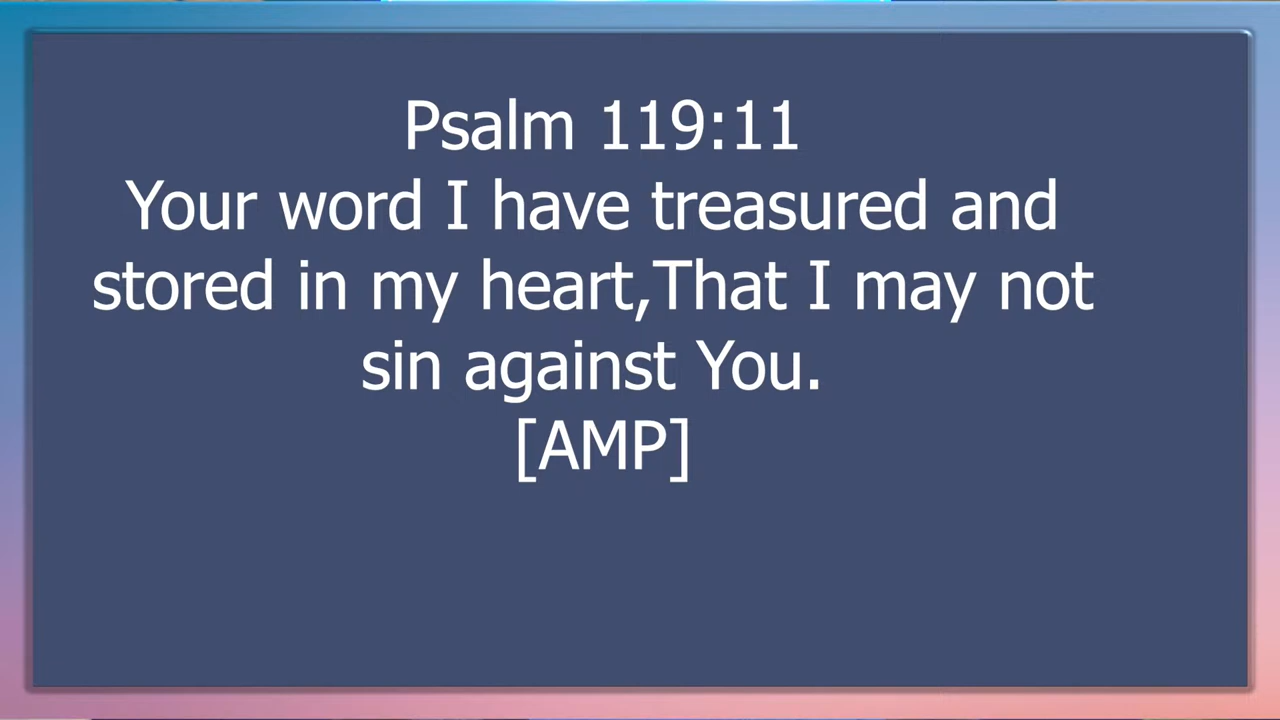 Psalm 119:11
Your word I have treasured and
stored in my heart,That I may not
sin against You.
[AMP]